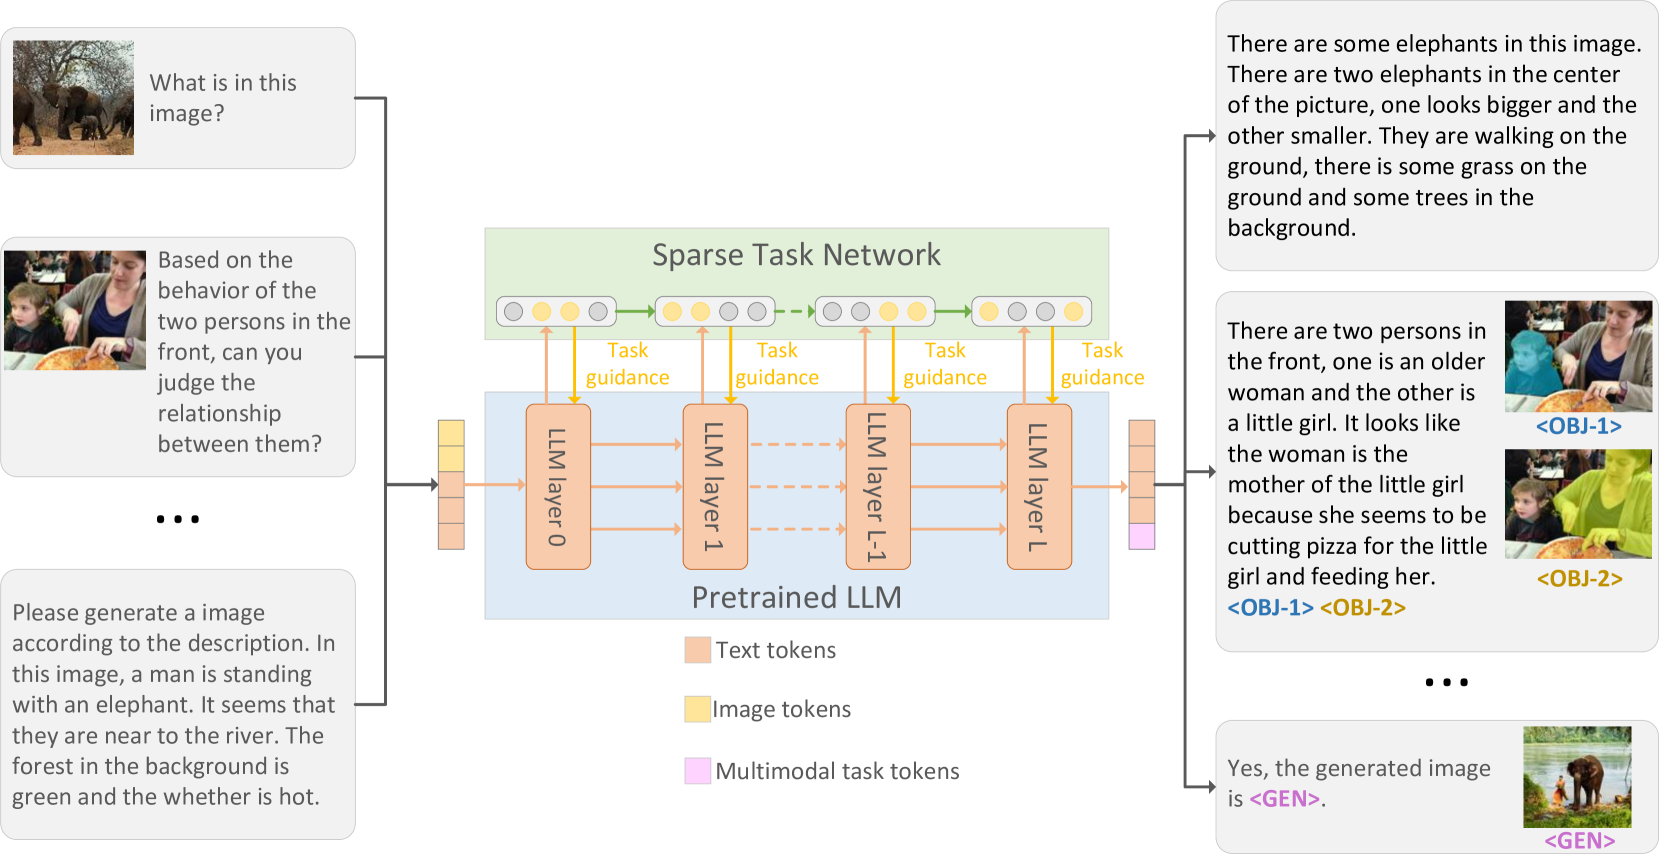 What is in this
image?
Based on the
behavior of the
two persons in the
front, can you
judge the
relationship
between them?
...
Please generate a image
according to the description. In
this image, a man is standing
with an elephant. It seems that
they are near to the river. The
forest in the background is
green and the whether is hot.
Sparse Task Network
Task
guidance
Task
guidance
Task
guidance
Task
guidance
LLM layer 0
LLM layer 1
LLM layer L-1
LLM layer L
Pretrained LLM
Text tokens
Image tokens
Multimodal task tokens
There are some elephants in this image.
There are two elephants in the center
of the picture, one looks bigger and the
other smaller. They are walking on the
ground, there is some grass on the
ground and some trees in the
background.
There are two persons in
the front, one is an older
woman and the other is
a little girl. It looks like
the woman is the
mother of the little girl
because she seems to be
cutting pizza for the little
girl and feeding her.
<OBJ-1> <OBJ-2>
<OBJ-1>
<OBJ-2>
...
Yes, the generated image
is <GEN>.
<GEN>